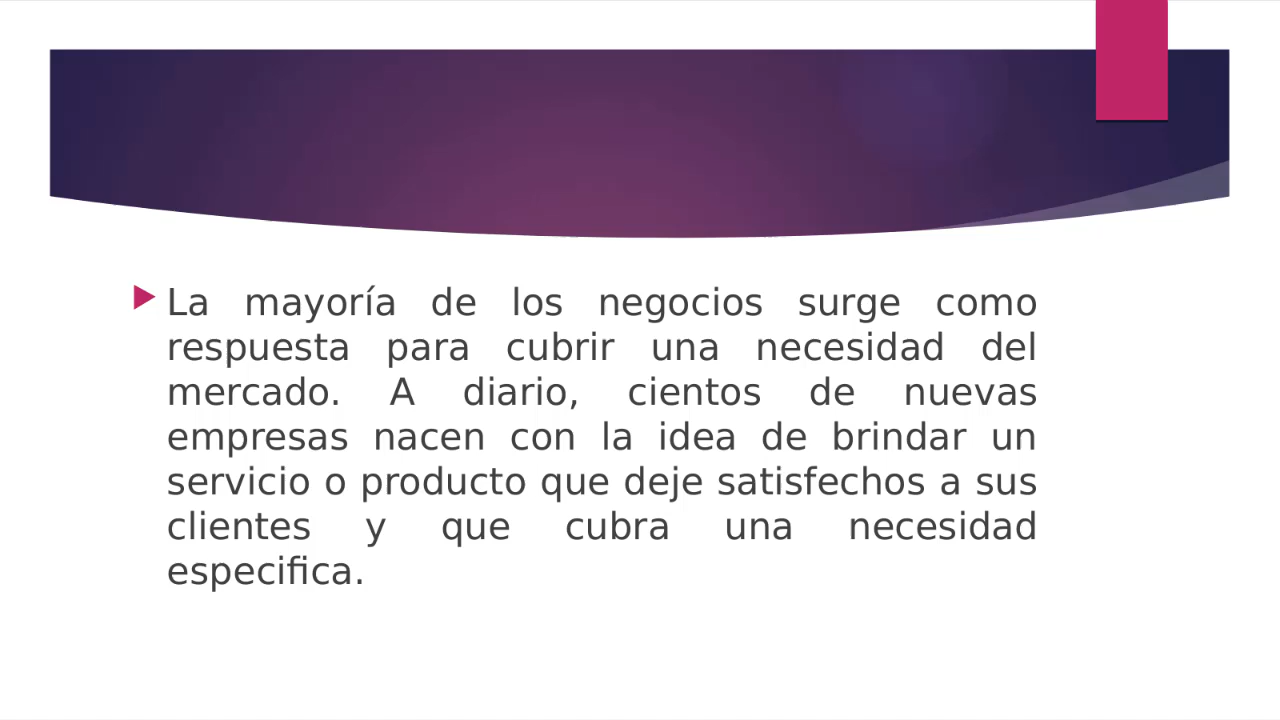 La mayoría de los negocios surge como
respuesta para cubrir una necesidad del
mercado. A diario, cientos de nuevas
empresas nacen con la idea de brindar un
servicio o producto que deje satisfechos a sus
clientes y que cubra una necesidad
especifica.